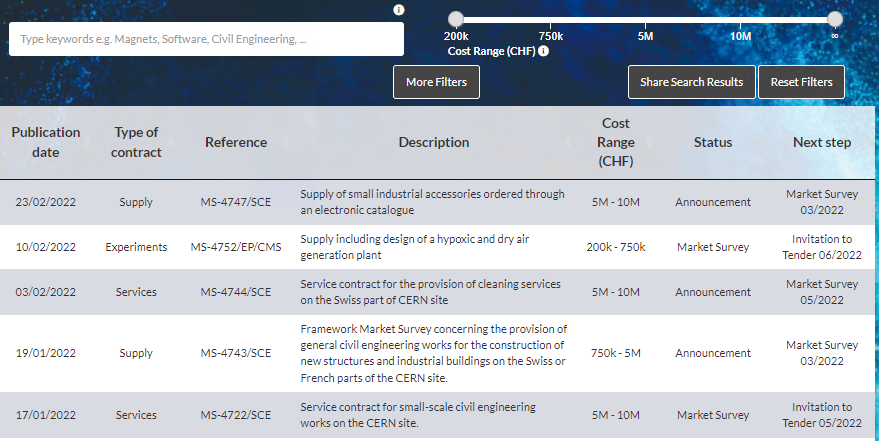 Type keywords e.g. Magnets, Software, Civil Engineering, ...
200k 750k 5M 10M ∞
Cost Range (CHF)
More Filters Share Search Results Reset Filters
Publication date Type of contract Reference Description Cost Range (CHF) Status Next step
23/02/2022 Supply MS-4747/SCE Supply of small industrial accessories ordered through
an electronic catalogue 5M - 10M Announcement Market Survey
03/2022
10/02/2022 Experiments MS-4752/EP/CMS Supply including design of a hypoxic and dry air
generation plant 200k - 750k Market Survey Invitation to
Tender 06/2022
03/02/2022 Services MS-4744/SCE Service contract for the provision of cleaning services
on the Swiss part of CERN site 5M - 10M Announcement Market Survey
05/2022
19/01/2022 Supply MS-4743/SCE Framework Market Survey concerning the provision of
general civil engineering works for the construction of
new structures and industrial buildings on the Swiss or
French parts of the CERN site. 750k - 5M Announcement Market Survey
03/2022
17/01/2022 Services MS-4722/SCE Service contract for small-scale civil engineering
works on the CERN site. 5M - 10M Market Survey Invitation to
Tender 05/2022